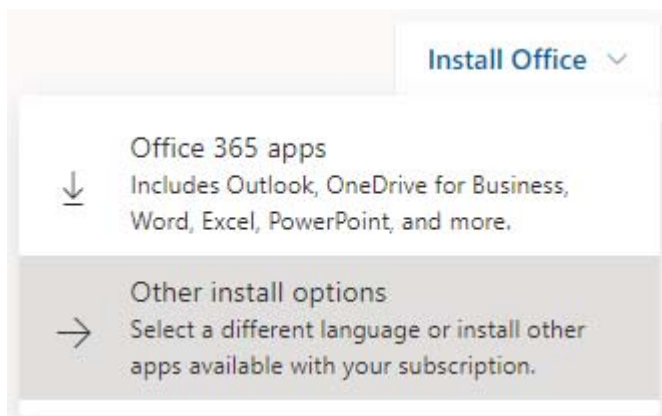 Install Office
Office 365 apps
Includes Outlook, OneDrive for Business,
Word, Excel, PowerPoint, and more.
Other install options
Select a different language or install other
apps available with your subscription.